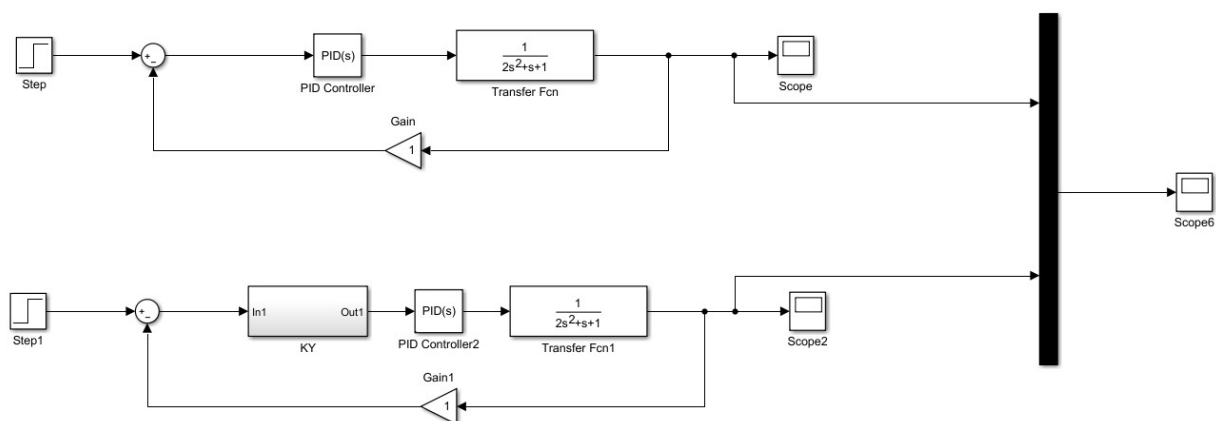 Step
+
−
PID(s)
PID Controller
1
2s²+s+1
Transfer Fcn
Scope
Gain
1
Scope6
Step1
+
−
In1
Out1
KY
PID(s)
PID Controller2
1
2s²+s+1
Transfer Fcn1
Scope2
Gain1
1